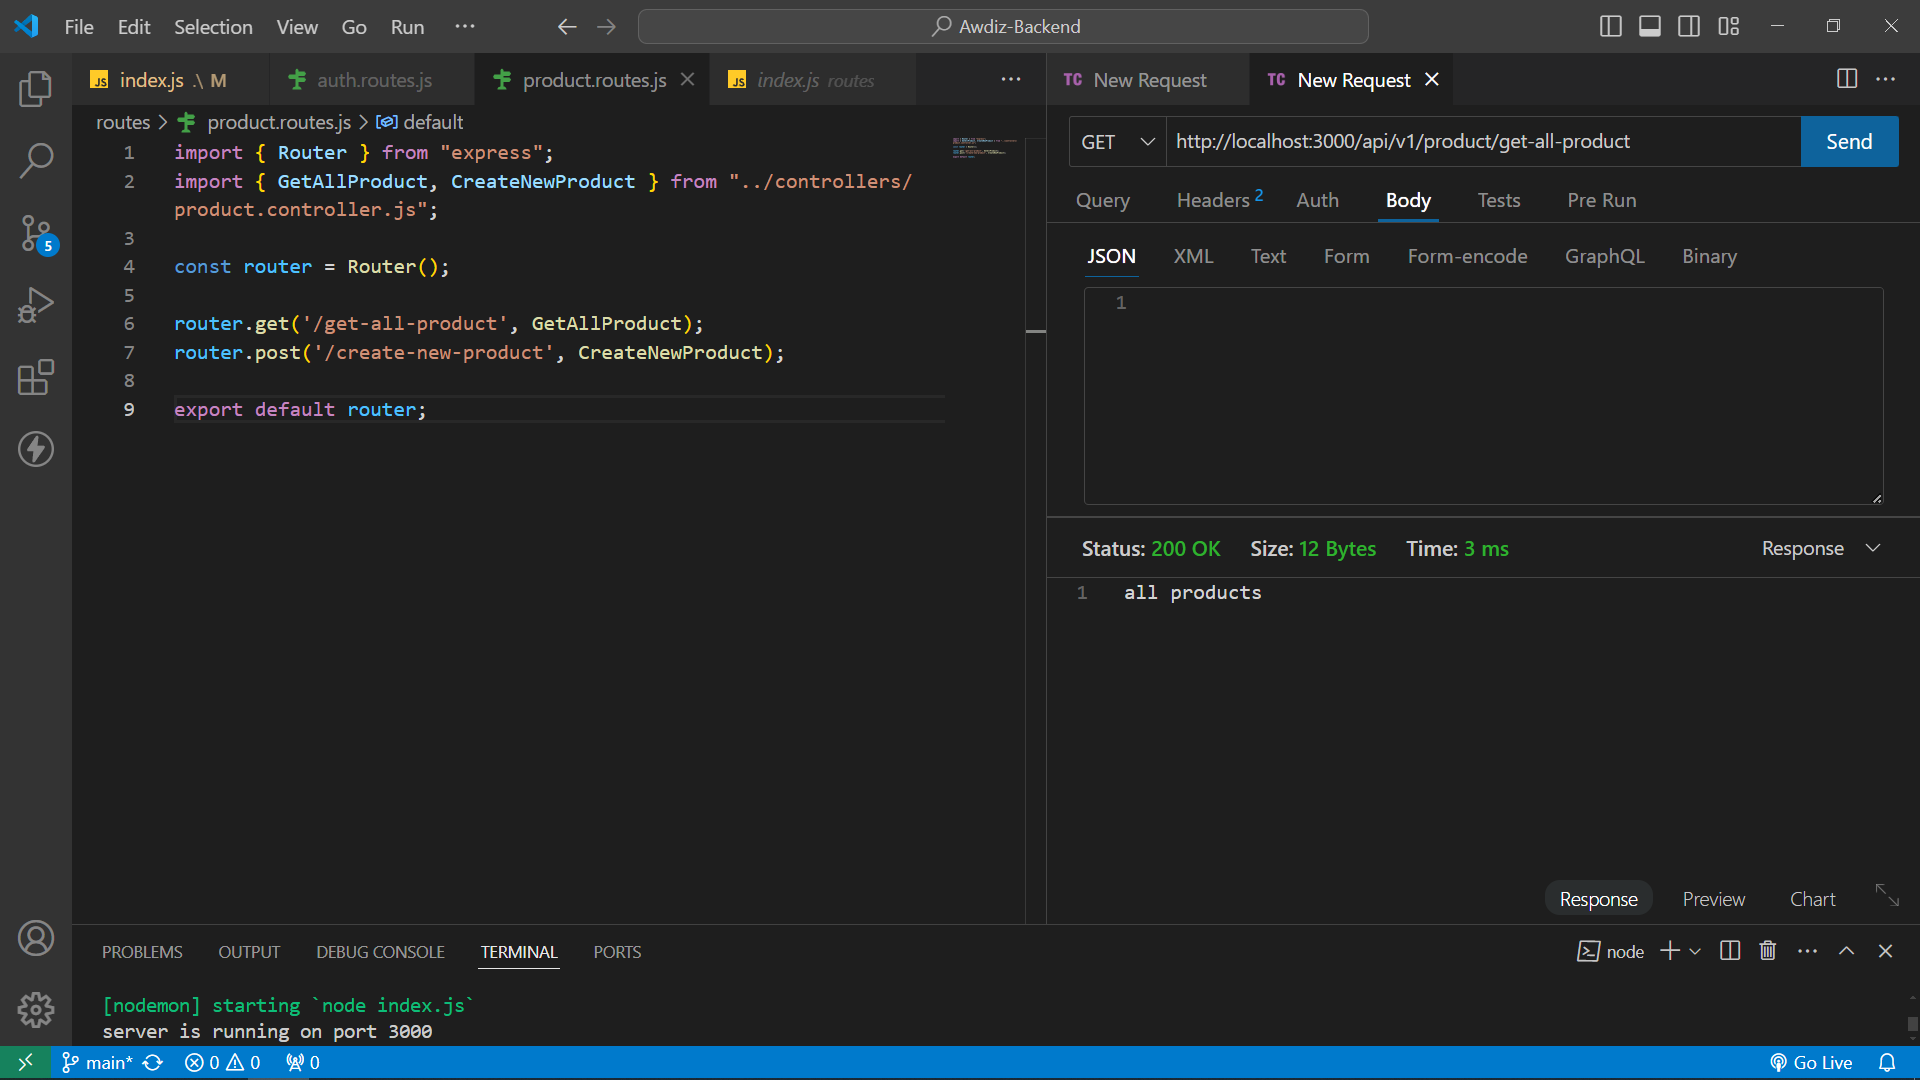 File Edit Selection View Go Run ··· Awdiz-Backend
index.js .\ M auth.routes.js product.routes.js index.js routes ···
routes > product.routes.js > default
1 import { Router } from "express";
2 import { GetAllProduct, CreateNewProduct } from "../controllers/
product.controller.js";
3
4 const router = Router();
5
6 router.get('/get-all-product', GetAllProduct);
7 router.post('/create-new-product', CreateNewProduct);
8
9 export default router;
TC New Request TC New Request ···
GET http://localhost:3000/api/v1/product/get-all-product Send
Query Headers 2 Auth Body Tests Pre Run
JSON XML Text Form Form-encode GraphQL Binary
1
Status: 200 OK Size: 12 Bytes Time: 3 ms Response
1 all products
Response Preview Chart
5
PROBLEMS OUTPUT DEBUG CONSOLE TERMINAL PORTS node ···
[nodemon] starting `node index.js`
server is running on port 3000
main* 0 0 0 Go Live